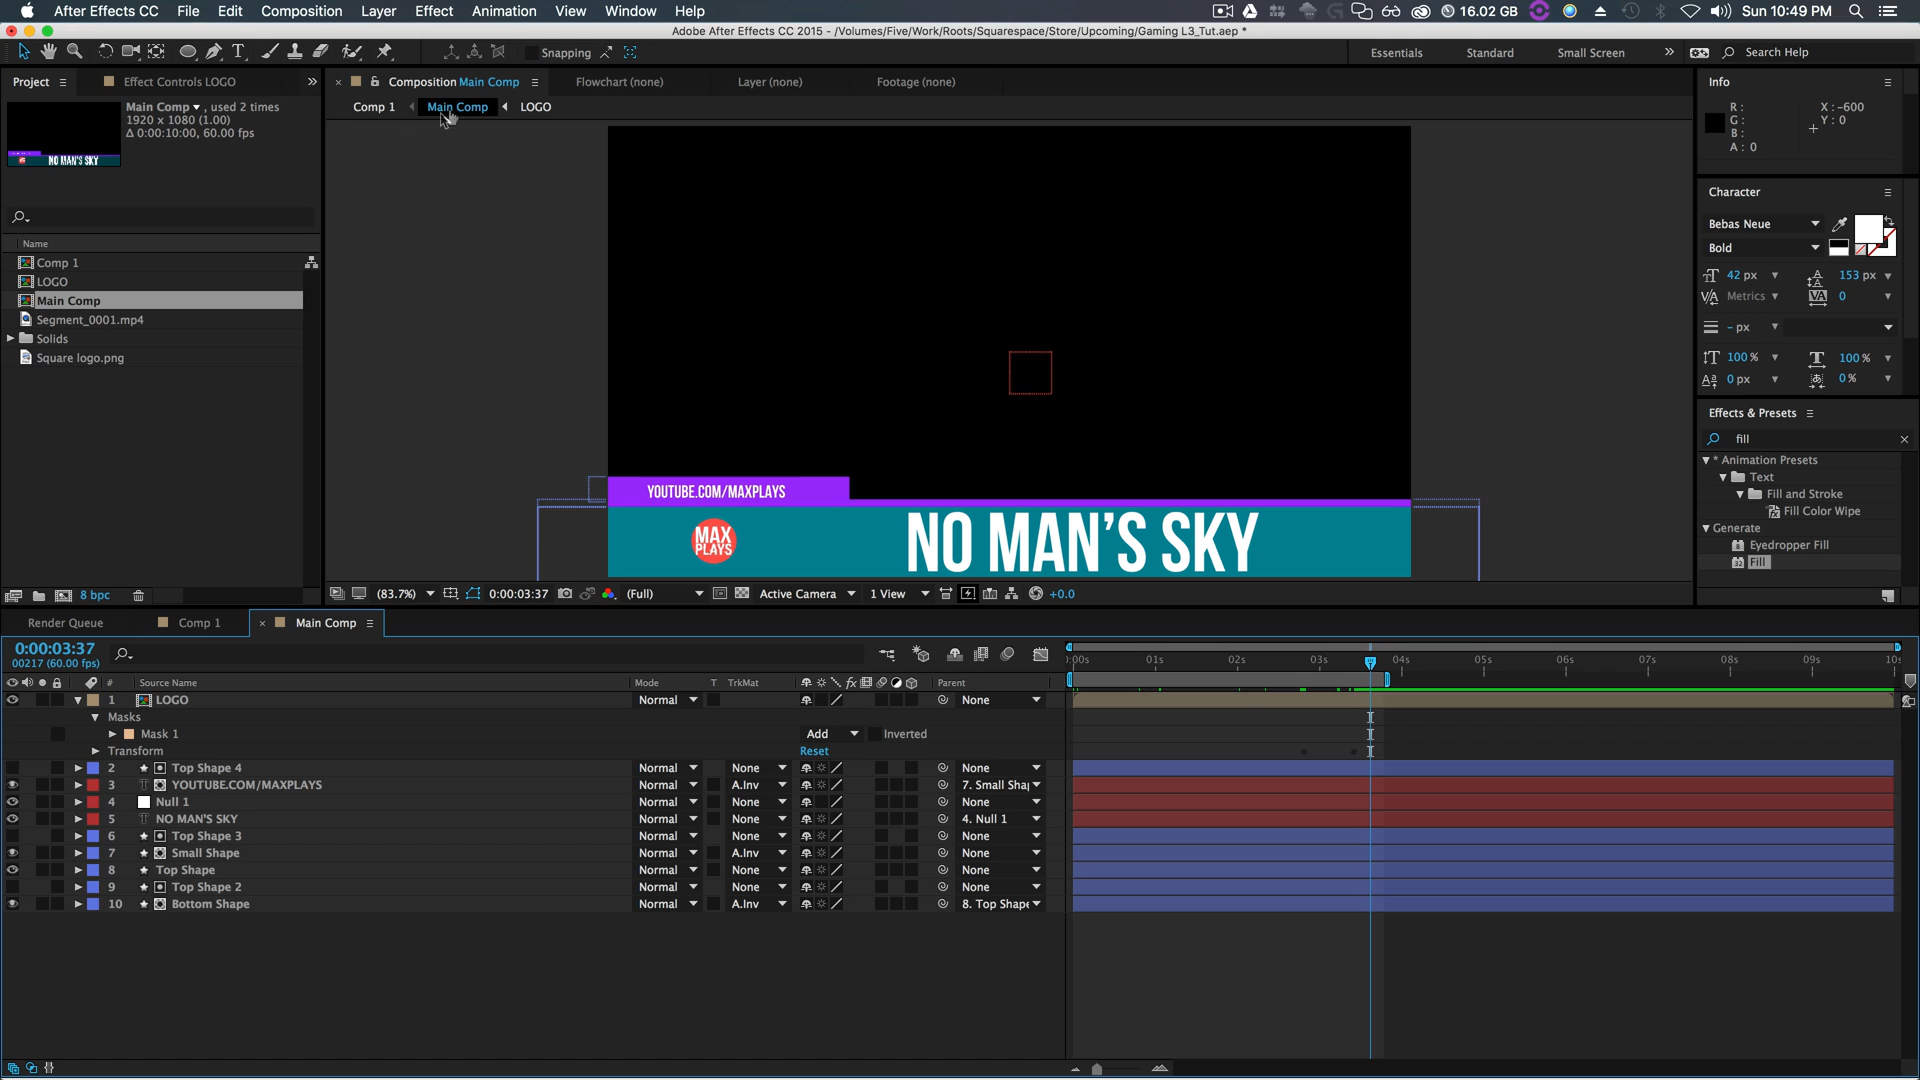 After Effects CC File Edit Composition Layer Effect Animation View Window Help 16.02 GB Sun 10:49 PM
Adobe After Effects CC 2015 - /Volumes/Five/Work/Roots/Squarespace/Store/Upcoming/Gaming L3_Tut.aep *
Snapping Essentials Standard Small Screen Search Help
Project Effect Controls LOGO Composition Main Comp Flowchart (none) Layer (none) Footage (none) Info
Main Comp , used 2 times
1920 x 1080 (1.00)
Δ 0:00:10:00, 60.00 fps
Comp 1 Main Comp LOGO
R :
G :
B :
A : 0
X : -600
Y : 0
Character
Bebas Neue
Bold
42 px 153 px
Metrics 0
- px
100 % 100 %
0 px 0 %
Name
Comp 1
LOGO
Main Comp
Segment_0001.mp4
Solids
Square logo.png
Effects & Presets
fill
* Animation Presets
Text
Fill and Stroke
Fill Color Wipe
Generate
Eyedropper Fill
Fill
YOUTUBE.COM/MAXPLAYS
MAX
PLAYS
NO MAN'S SKY
NO MAN’S SKY
8 bpc (83.7%) 0:00:03:37 (Full) Active Camera 1 View +0.0
Render Queue Comp 1 Main Comp
0:00:03:37
00217 (60.00 fps)
:00s 01s 02s 03s 04s 05s 06s 07s 08s 09s 10s
# Source Name Mode T TrkMat fx Parent
1 LOGO Normal None
Masks
Mask 1 Add Inverted
Transform Reset
2 Top Shape 4 Normal None None
3 T YOUTUBE.COM/MAXPLAYS Normal A.Inv 7. Small Shap
4 Null 1 Normal None None
5 T NO MAN'S SKY Normal None 4. Null 1
6 Top Shape 3 Normal None None
7 Small Shape Normal A.Inv None
8 Top Shape Normal None None
9 Top Shape 2 Normal None None
10 Bottom Shape Normal A.Inv 8. Top Shape